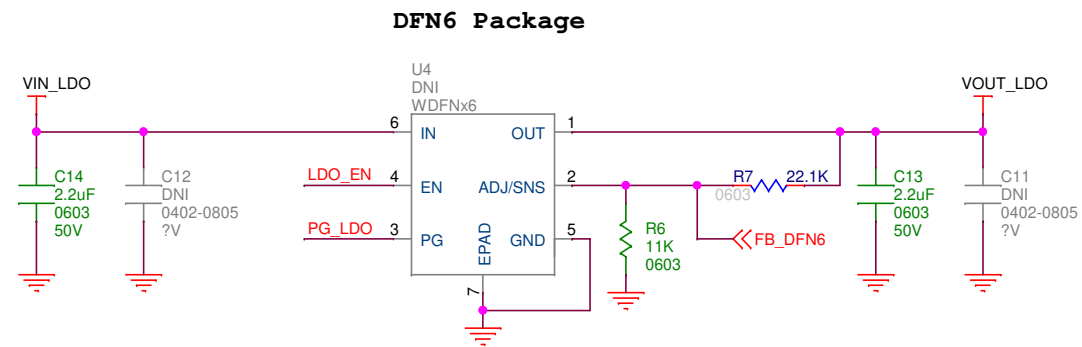 DFN6 Package
VIN_LDO
U4
DNI
WDFNx6
VOUT_LDO
6
IN
OUT
1
C14
2.2uF
0603
50V
C12
DNI
0402-0805
?V
LDO_EN
4
EN
ADJ/SNS
2
R7
22.1K
0603
C13
2.2uF
0603
50V
C11
DNI
0402-0805
?V
PG_LDO
3
PG
EPAD
GND
5
R6
11K
0603
FB_DFN6
7